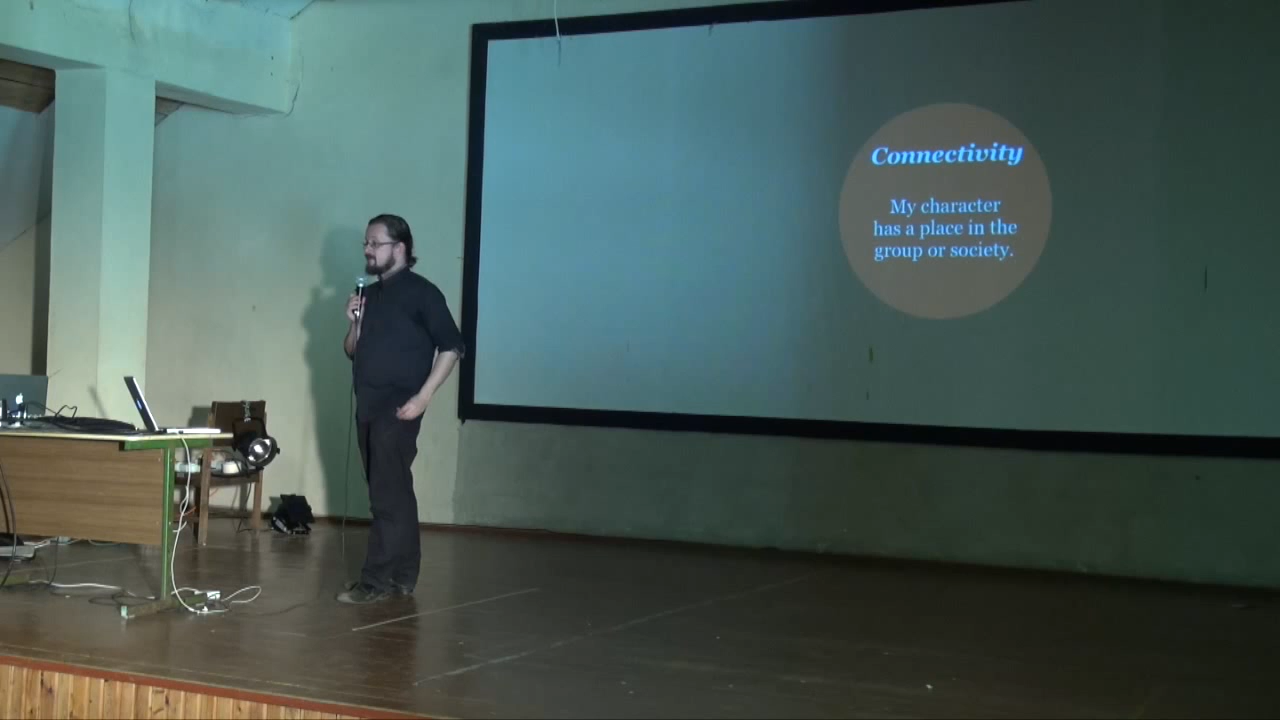 Connectivity
My character
has a place in the
group or society.